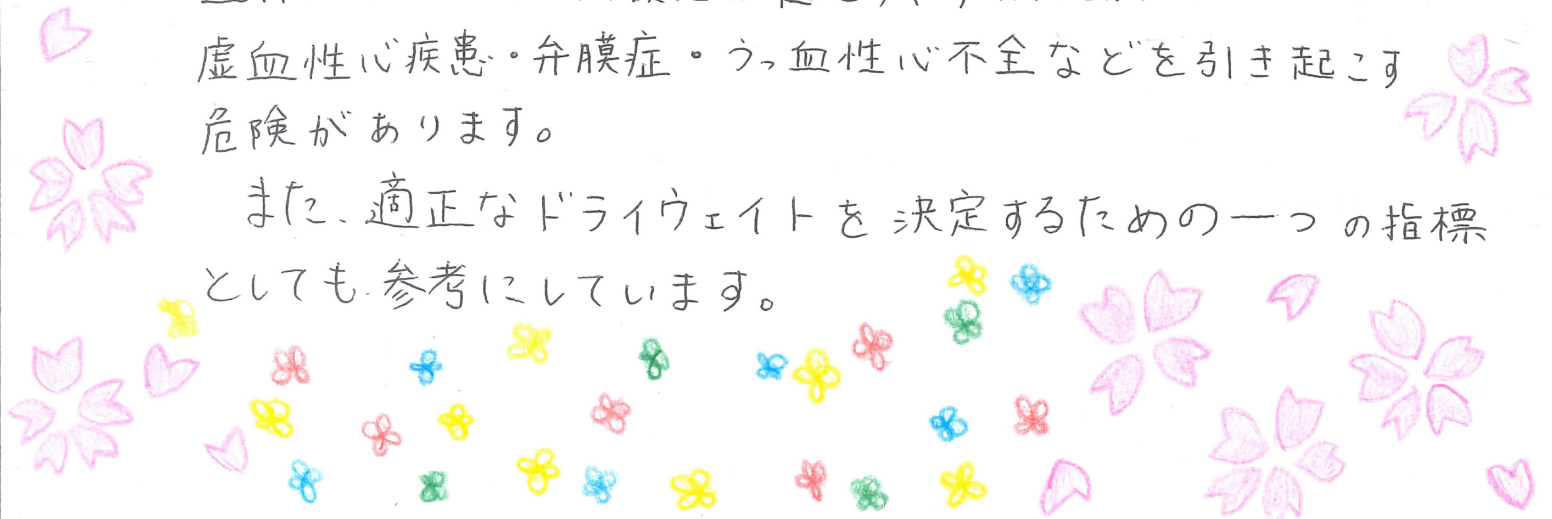 虚血性心疾患・弁膜症・うっ血性心不全などを引き起こす
危険があります。
また、適正なドライウェイトを決定するための一つの指標
としても参考にしています。